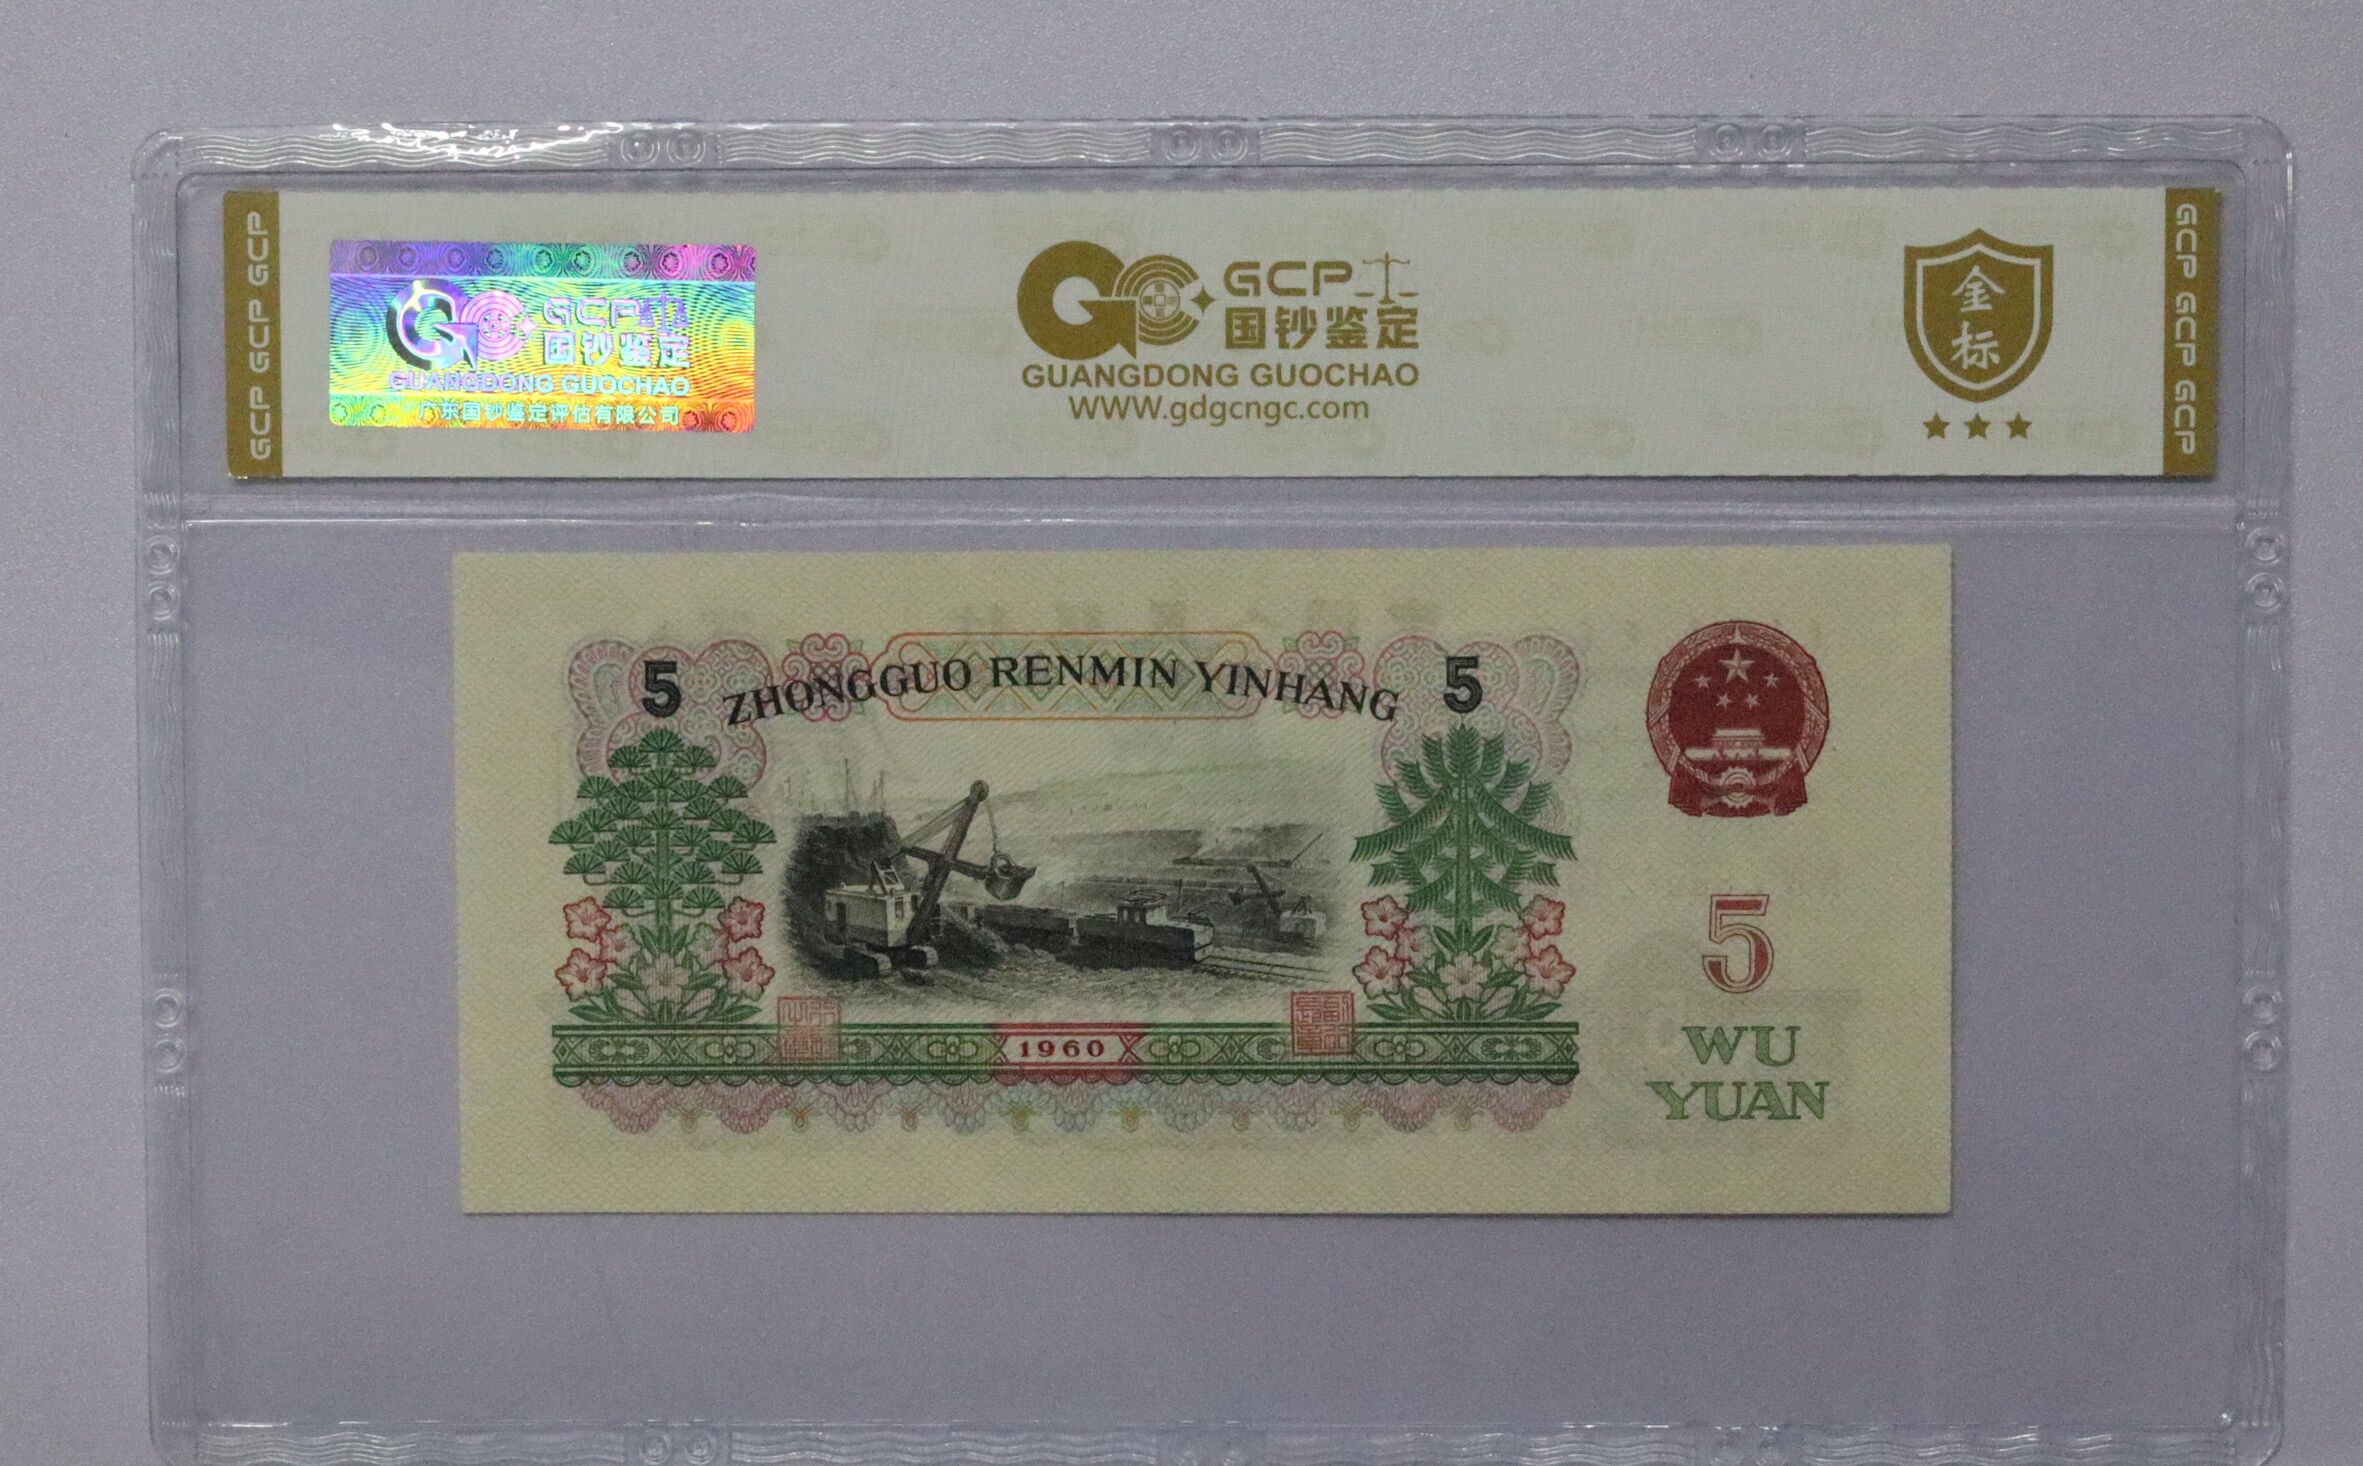 GCP GCP GCP
GCP
国钞鉴定
GUANGDONG GUOCHAO
广东国钞鉴定评估有限公司
GCP
国钞鉴定
GUANGDONG GUOCHAO
WWW.gdgcngc.com
金
标
GCP GCP GCP
5 ZHONGGUO RENMIN YINHANG 5
5
WU
YUAN
1960